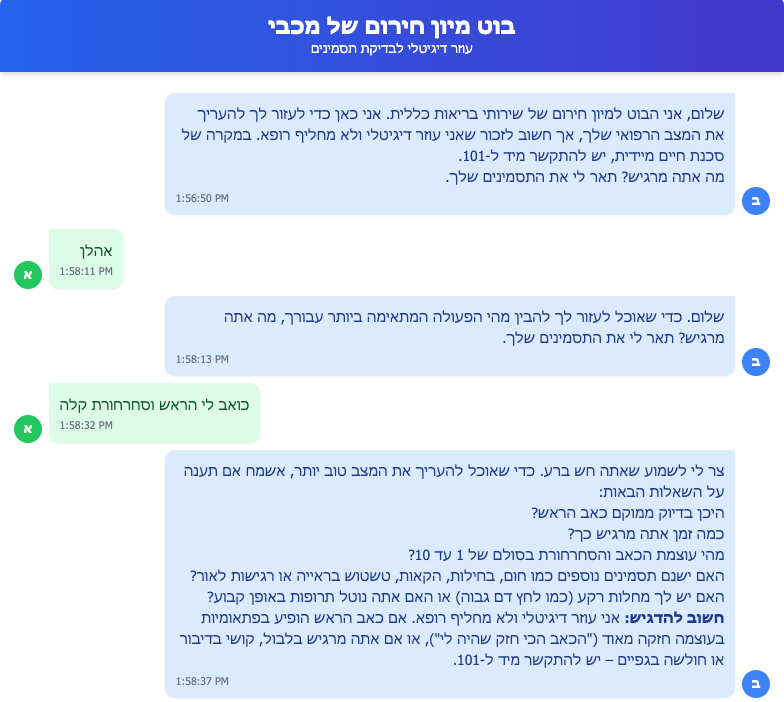 בוט מיון חירום של מכבי
עוזר דיגיטלי לבדיקת תסמינים
שלום, אני הבוט למיון חירום של שירותי בריאות כללית. אני כאן כדי לעזור לך להעריך
את המצב הרפואי שלך, אך חשוב לזכור שאני עוזר דיגיטלי ולא מחליף רופא. במקרה של
סכנת חיים מיידית, יש להתקשר מיד ל-101.
מה אתה מרגיש? תאר לי את התסמינים שלך.
1:56:50 PM
ב
אהלן
1:58:11 PM
א
שלום. כדי שאוכל לעזור לך להבין מהי הפעולה המתאימה ביותר עבורך, מה אתה
מרגיש? תאר לי את התסמינים שלך.
1:58:13 PM
ב
כואב לי הראש וסחרחורת קלה
1:58:32 PM
א
צר לי לשמוע שאתה חש ברע. כדי שאוכל להעריך את המצב טוב יותר, אשמח אם תענה
על השאלות הבאות:
היכן בדיוק ממוקם כאב הראש?
כמה זמן אתה מרגיש כך?
מהי עוצמת הכאב והסחרחורת בסולם של 1 עד 10?
האם ישנם תסמינים נוספים כמו חום, בחילות, הקאות, טשטוש בראייה או רגישות לאור?
האם יש לך מחלות רקע (כמו לחץ דם גבוה) או האם אתה נוטל תרופות באופן קבוע?
חשוב להדגיש: אני עוזר דיגיטלי ולא מחליף רופא. אם כאב הראש הופיע בפתאומיות
בעוצמה חזקה מאוד ("הכאב הכי חזק שהיה לי"), או אם אתה מרגיש בלבול, קושי בדיבור
או חולשה בגפיים – יש להתקשר מיד ל-101.
1:58:37 PM
ב